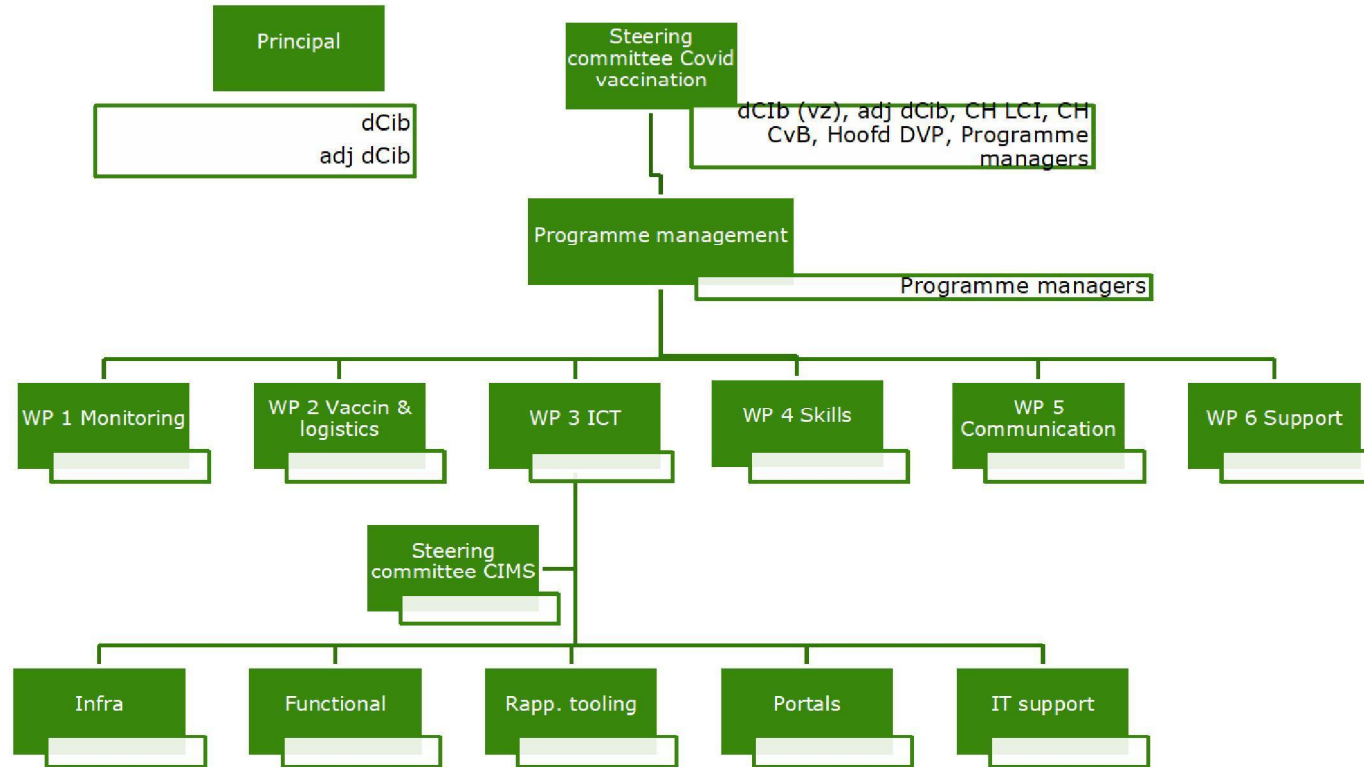 Principal
dCib
adj dCib
Steering
committee Covid
vaccination
dCIb (vz), adj dCib, CH LCI, CH
CvB, Hoofd DVP, Programme
managers
Programme management
Programme managers
WP 1 Monitoring
WP 2 Vaccin &
logistics
WP 3 ICT
WP 4 Skills
WP 5
Communication
WP 6 Support
Steering
committee CIMS
Infra
Functional
Rapp. tooling
Portals
IT support